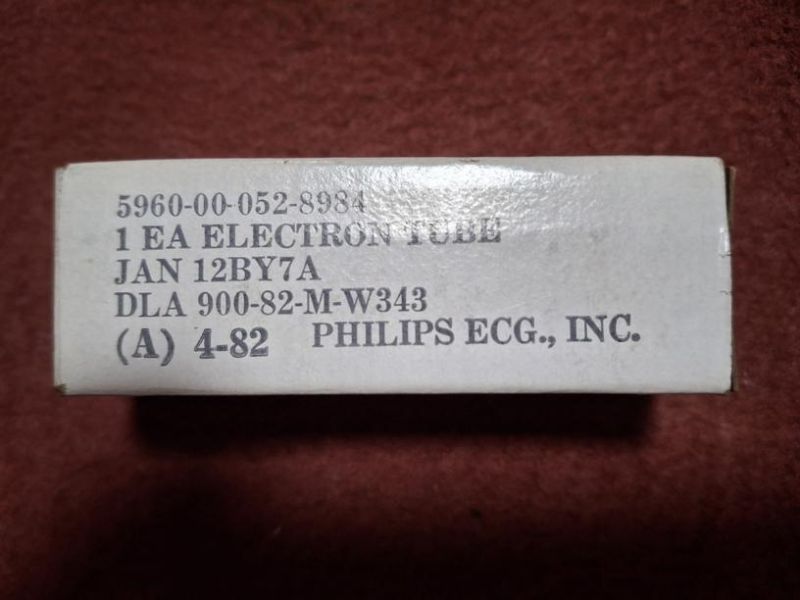 5960-00-052-8984
1 EA ELECTRON TUBE
JAN 12BY7A
DLA 900-82-M-W343
(A) 4-82 PHILIPS ECG., INC.